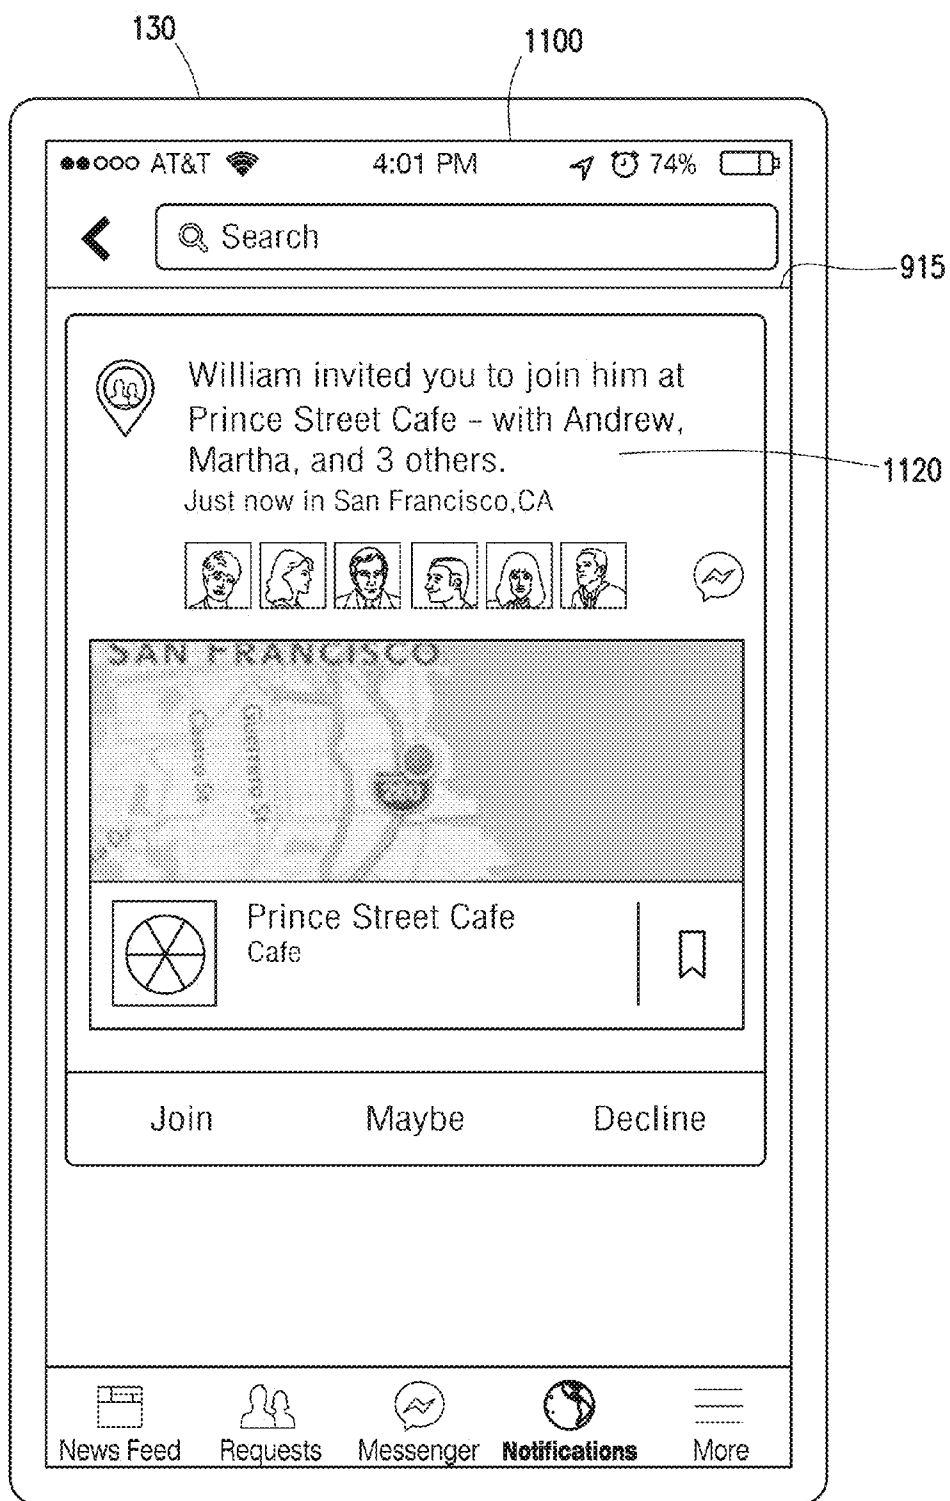 130
1100
AT&T 4:01 PM 74%
Search
915
William invited you to join him at
Prince Street Cafe – with Andrew,
Martha, and 3 others.
1120
Just now in San Francisco,CA
SAN FRANCISCO
Prince Street Cafe
Cafe
Join Maybe Decline
News Feed Requests Messenger Notifications More